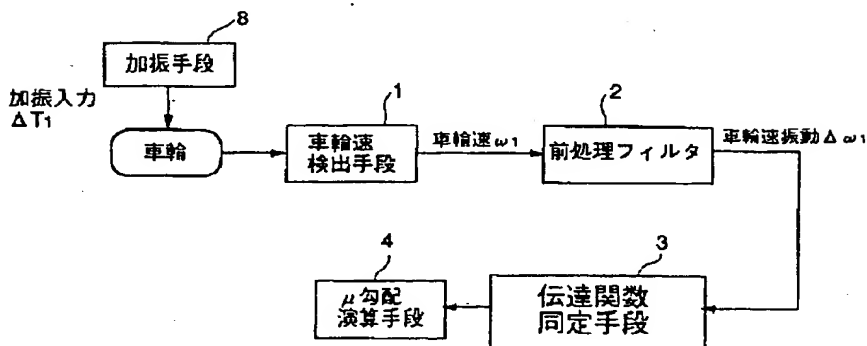 8
加振手段
加振入力
ΔT1
車輪
1
車輪速
検出手段
車輪速ω1
2
前処理フィルタ
車輪速振動Δω1
3
伝達関数
同定手段
4
μ勾配
演算手段